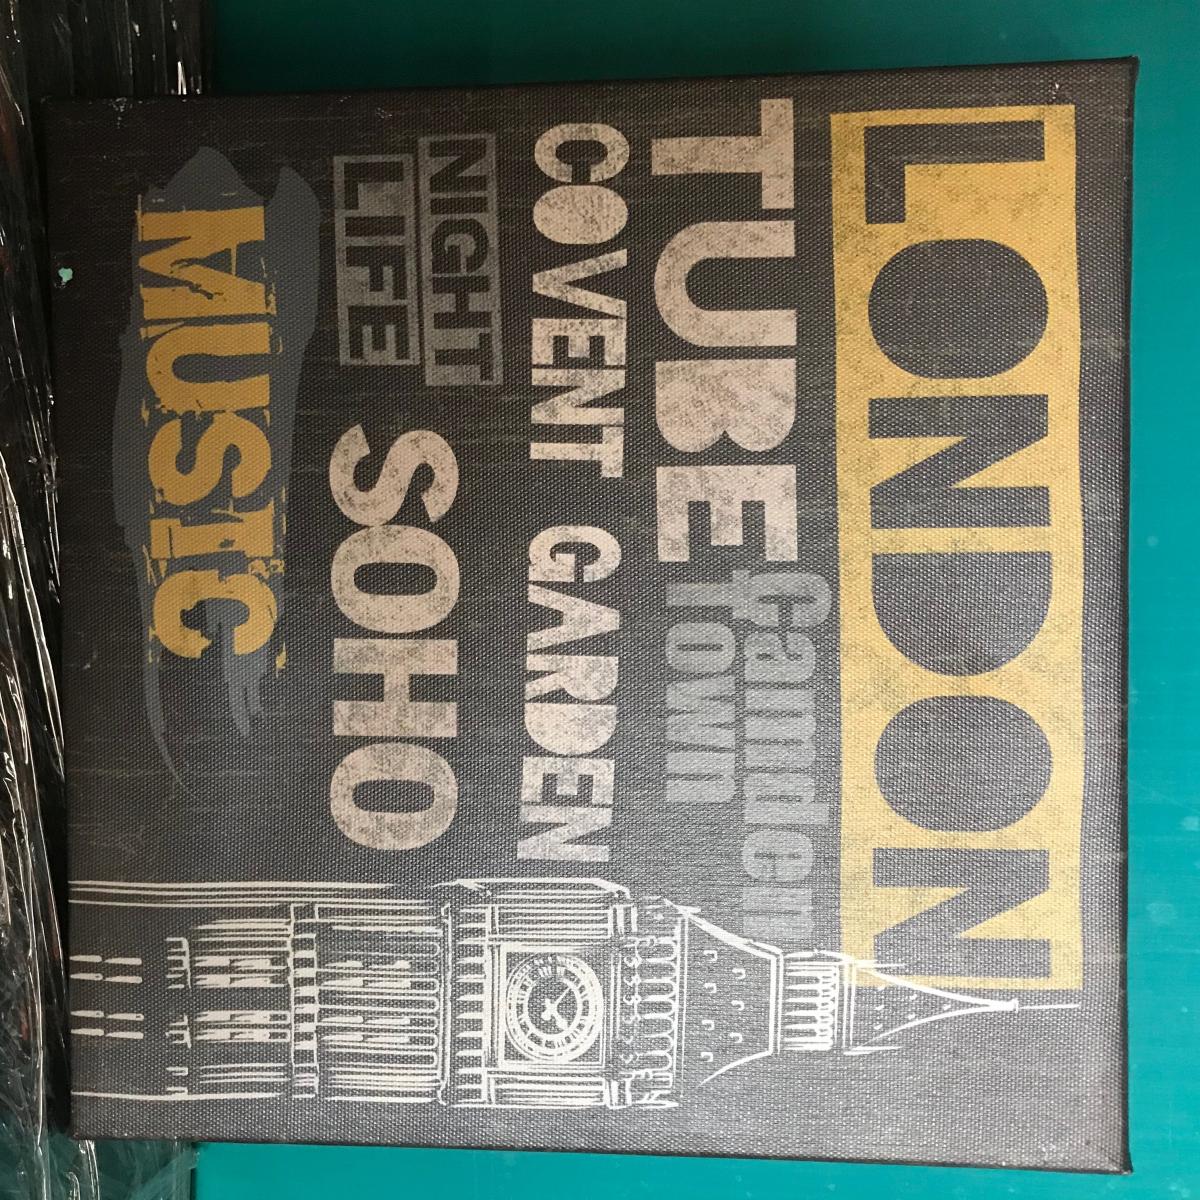 LONDON
TUBE
Camden
Town
COVENT GARDEN
NIGHT
LIFE
SOHO
MUSIC